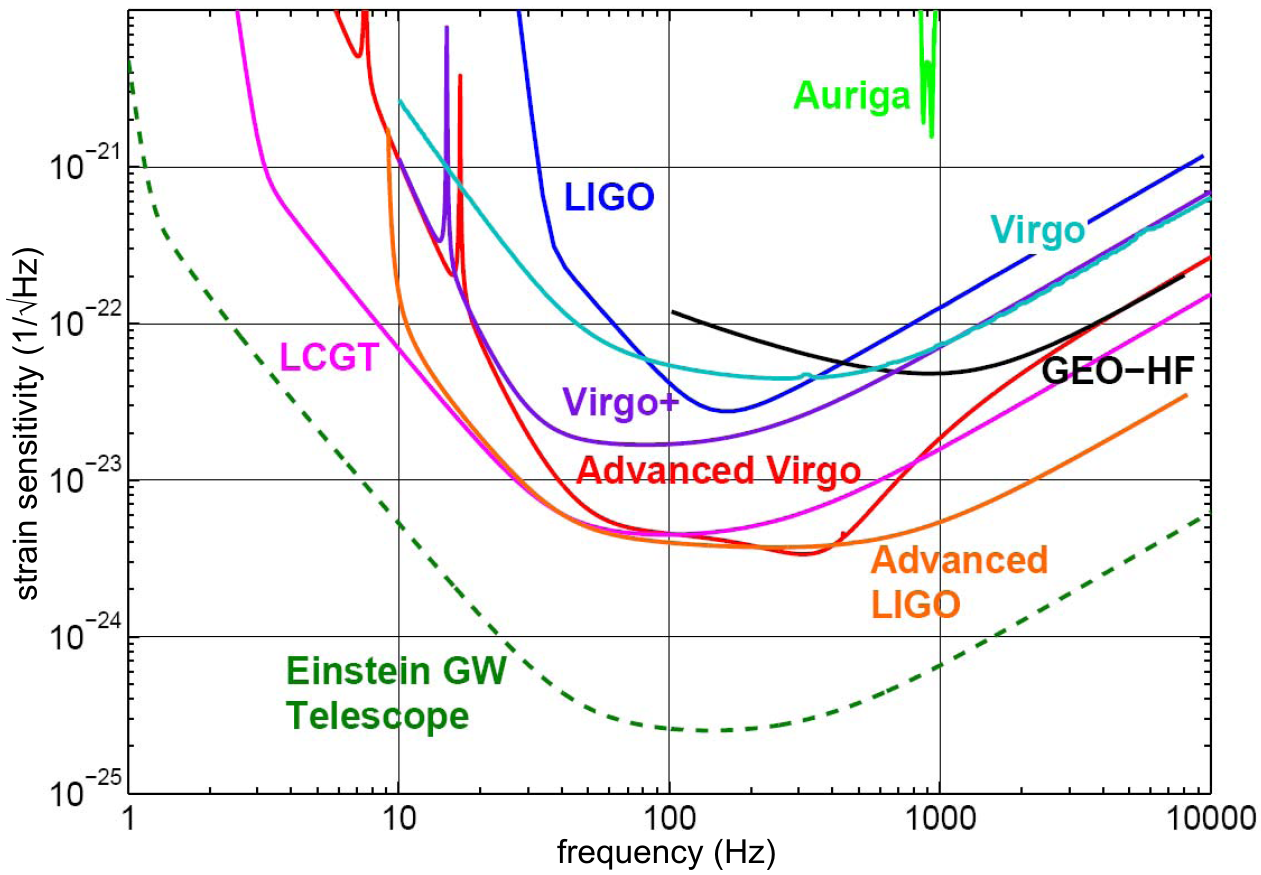 Auriga
10⁻²¹
LIGO
Virgo
10⁻²²
LCGT
GEO−HF
Virgo+
Advanced Virgo
10⁻²³
Advanced
LIGO
10⁻²⁴
Einstein GW
Telescope
10⁻²⁵
strain sensitivity (1/√Hz)
1
10
100
1000
10000
frequency (Hz)